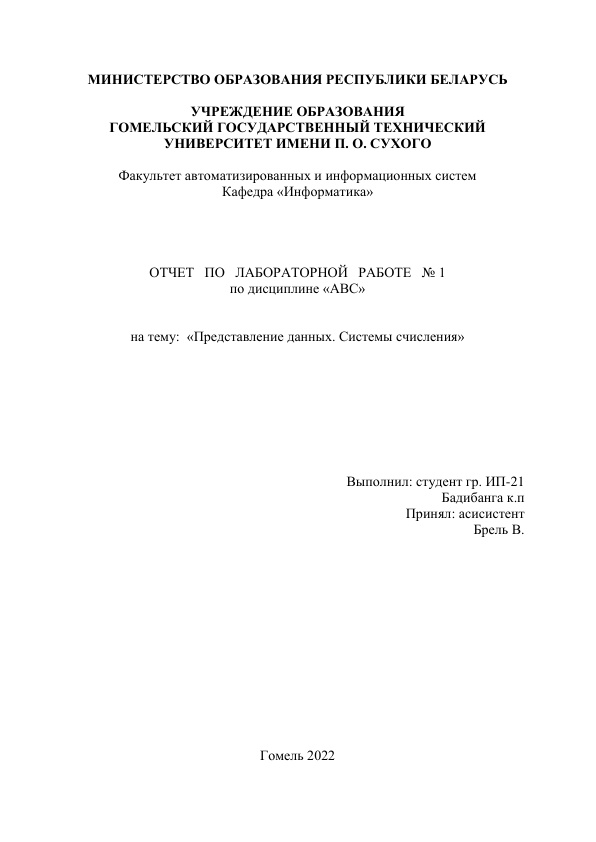 МИНИСТЕРСТВО ОБРАЗОВАНИЯ РЕСПУБЛИКИ БЕЛАРУСЬ
УЧРЕЖДЕНИЕ ОБРАЗОВАНИЯ
ГОМЕЛЬСКИЙ ГОСУДАРСТВЕННЫЙ ТЕХНИЧЕСКИЙ
УНИВЕРСИТЕТ ИМЕНИ П. О. СУХОГО
Факультет автоматизированных и информационных систем
Кафедра «Информатика»
ОТЧЕТ ПО ЛАБОРАТОРНОЙ РАБОТЕ № 1
по дисциплине «АВС»
на тему: «Представление данных. Системы счисления»
Выполнил: студент гр. ИП-21
Бадибанга к.п
Принял: асисистент
Брель В.
Гомель 2022